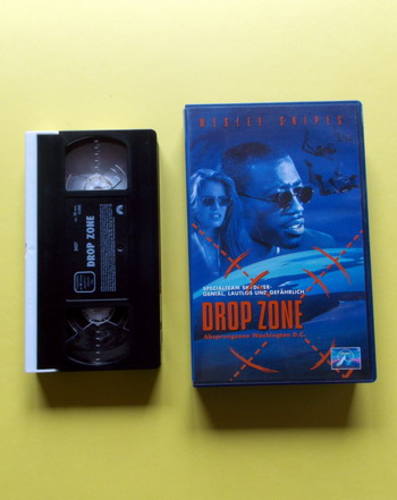 DROP ZONE
WESLEY SNIPES
SPECIALTEAM SKYDIVER-
GENIAL, LAUTLOS UND GEFÄHRLICH
DROP ZONE
Absprungzone Washington D.C.